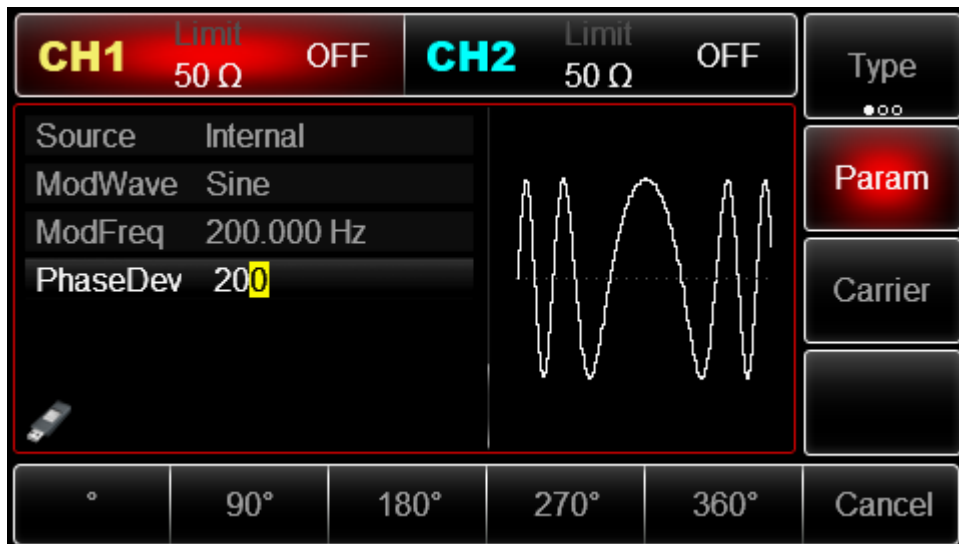 CH1 Limit 50 Ω OFF
CH2 Limit 50 Ω OFF
Type
Source Internal
ModWave Sine
ModFreq 200.000 Hz
PhaseDev 200
Param
Carrier
° 90° 180° 270° 360° Cancel